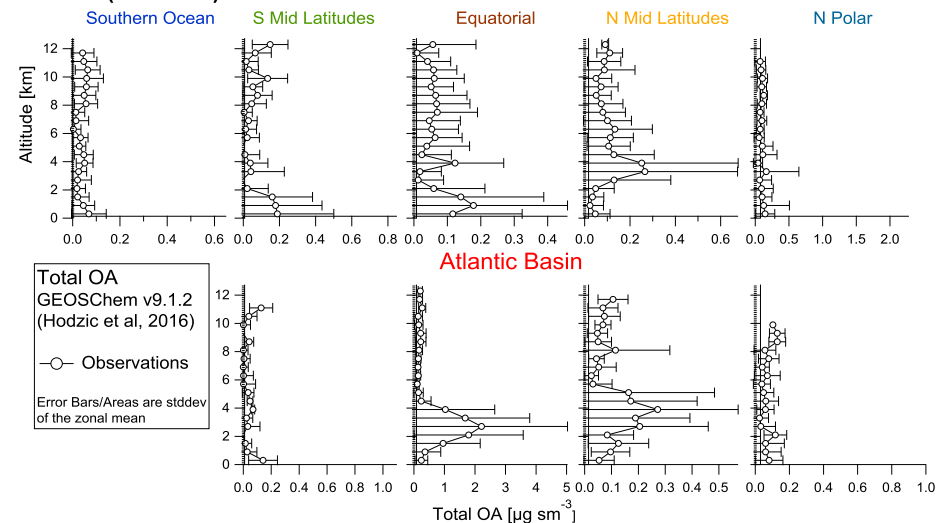 Southern Ocean S Mid Latitudes Equatorial N Mid Latitudes N Polar
Altitude [km]
12
10
8
6
4
2
0
0.0 0.2 0.4 0.6 0.0 0.2 0.4 0.6 0.8 0.0 0.1 0.2 0.3 0.4 0.0 0.2 0.4 0.6 0.0 0.5 1.0 1.5 2.0
Atlantic Basin
Total OA
GEOSChem v9.1.2
(Hodzic et al, 2016)
Observations
Error Bars/Areas are stddev
of the zonal mean
12
10
8
6
4
2
0
0.0 0.2 0.4 0.6 0.8 1.0 0 1 2 3 4 5 0.0 0.1 0.2 0.3 0.4 0.5 0.0 0.2 0.4 0.6 0.8 1.0
Total OA [µg sm⁻³]